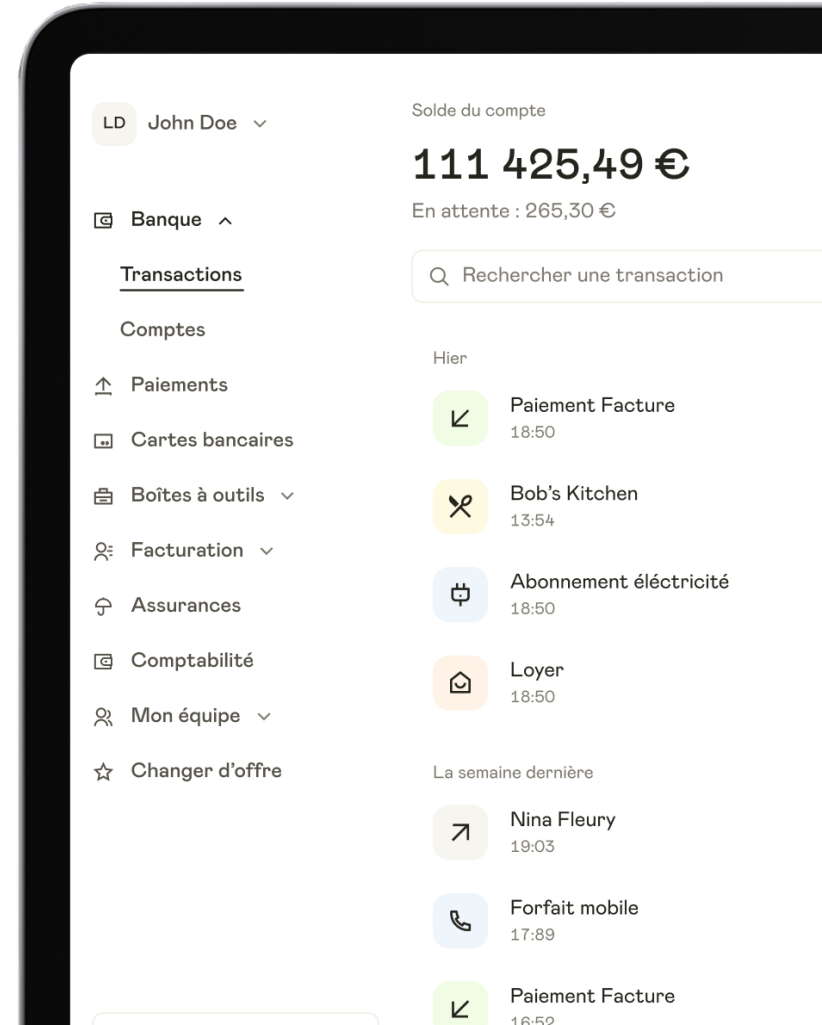 LD John Doe
Banque
Transactions
Comptes
Paiements
Cartes bancaires
Boîtes à outils
Facturation
Assurances
Comptabilité
Mon équipe
Changer d’offre
Solde du compte
111 425,49 €
En attente : 265,30 €
Rechercher une transaction
Hier
Paiement Facture
18:50
Bob’s Kitchen
13:54
Abonnement éléctricité
18:50
Loyer
18:50
La semaine dernière
Nina Fleury
19:03
Forfait mobile
17:89
Paiement Facture
16:52